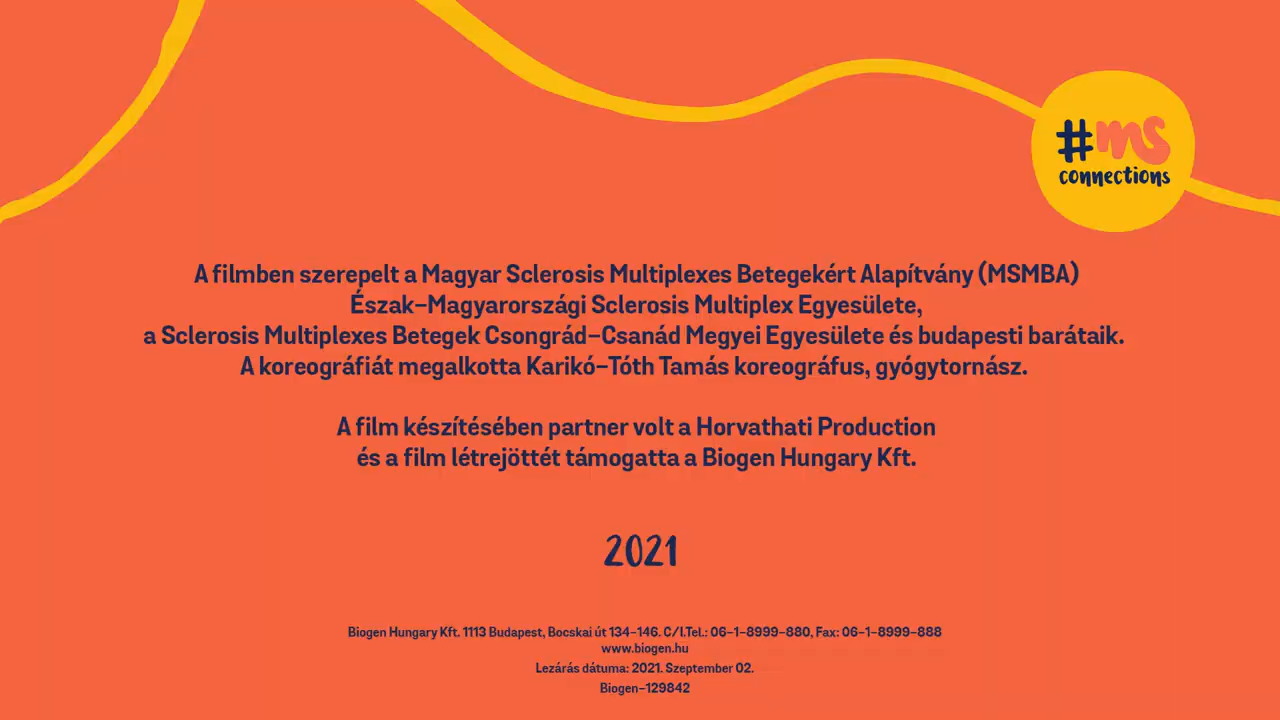 #ms
connections
A filmben szerepelt a Magyar Sclerosis Multiplexes Betegekért Alapítvány (MSMBA)
Észak-Magyarországi Sclerosis Multiplex Egyesülete,
a Sclerosis Multiplexes Betegek Csongrád-Csanád Megyei Egyesülete és budapesti barátaik.
A koreográfiát megalkotta Karikó-Tóth Tamás koreográfus, gyógytornász.
A film készítésében partner volt a Horvathati Production
és a film létrejöttét támogatta a Biogen Hungary Kft.
2021
Biogen Hungary Kft. 1113 Budapest, Bocskai út 134-146. C/I.Tel.: 06-1-8999-880, Fax: 06-1-8999-888
www.biogen.hu
Lezárás dátuma: 2021. Szeptember 02.
Biogen-129842